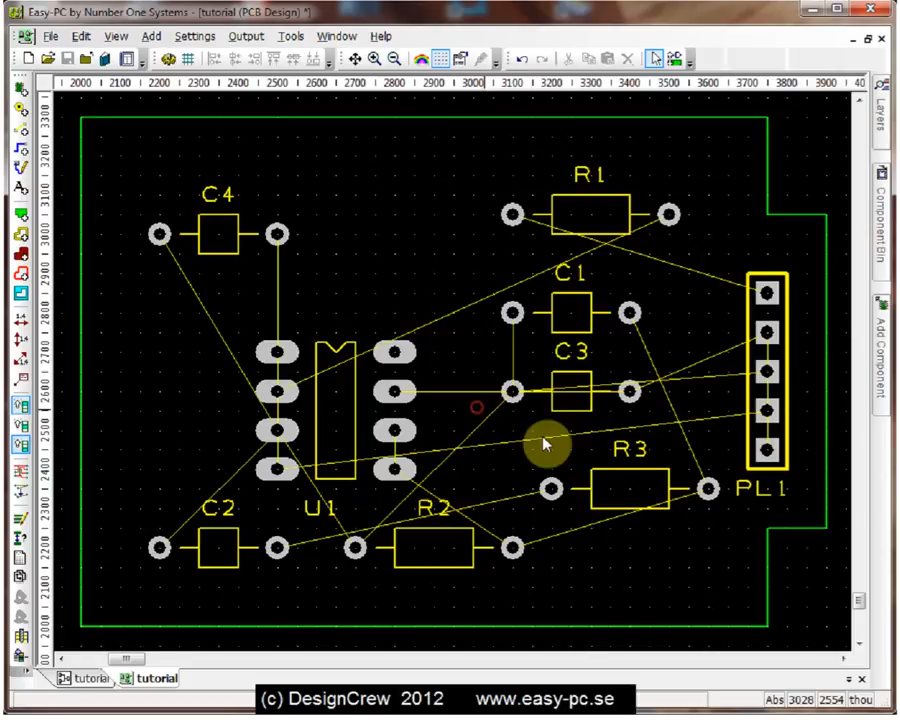 Easy-PC by Number One Systems - [tutorial (PCB Design) *]
File Edit View Add Settings Output Tools Window Help
2000 2100 2200 2300 2400 2500 2600 2700 2800 2900 3000 3100 3200 3300 3400 3500 3600 3700 3800 3900 40
3300
3200
3100
3000
2900
2800
2700
2600
2500
2400
2300
2200
2100
2000
C4
R1
C1
C3
R3
PL1
C2
U1
R2
Layers
Component Bin
Add Component
tutorial
tutorial
Abs 3028 2554 thou
(c) DesignCrew 2012 www.easy-pc.se